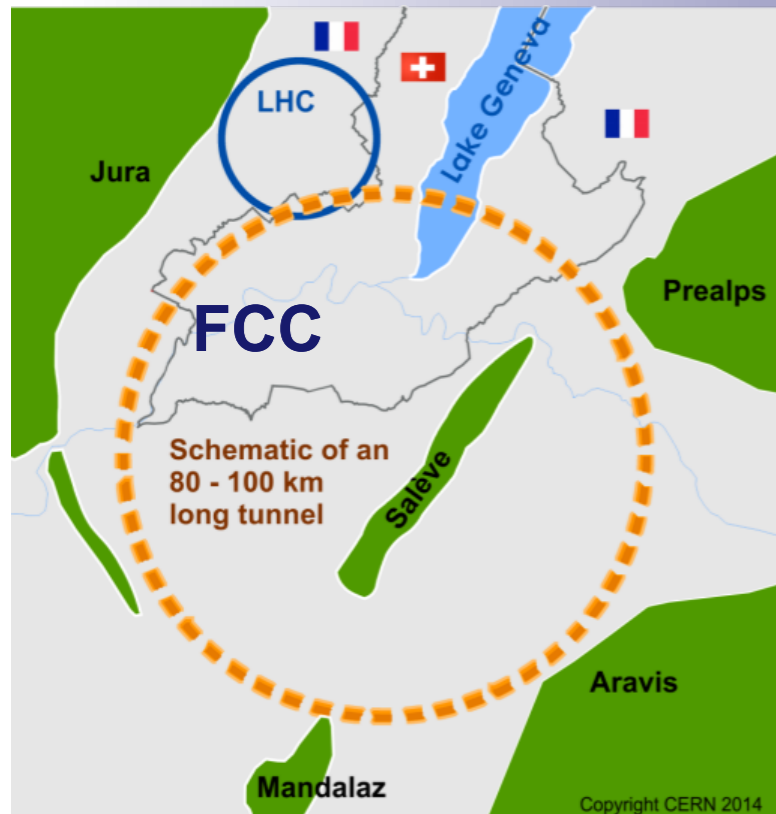 LHC
Lake Geneva
Jura
Prealps
FCC
Schematic of an
80 - 100 km
long tunnel
Salève
Aravis
Mandalaz
Copyright CERN 2014